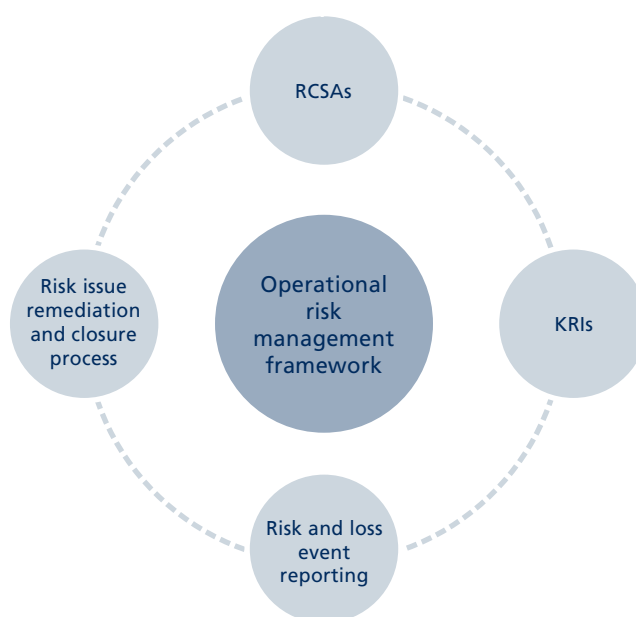 RCSAs
Operational
risk
management
framework
Risk issue
remediation
and closure
process
KRIs
Risk and loss
event
reporting